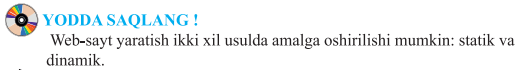 YODDA SAQLANG !
Web-sayt yaratish ikki xil usulda amalga oshirilishi mumkin: statik va
dinamik.